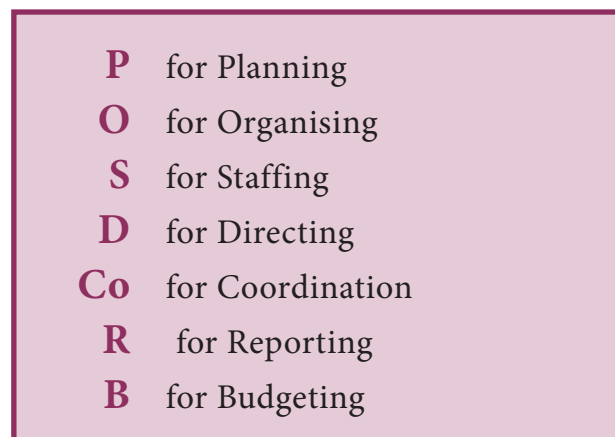 P for Planning
O for Organising
S for Staffing
D for Directing
Co for Coordination
R for Reporting
B for Budgeting